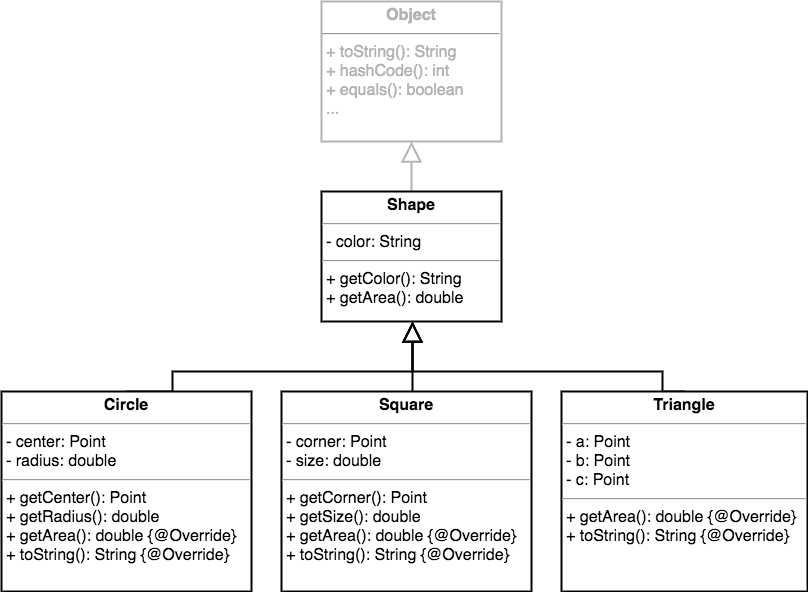 Object
+ toString(): String
+ hashCode(): int
+ equals(): boolean
...
Shape
- color: String
+ getColor(): String
+ getArea(): double
Circle
- center: Point
- radius: double
+ getCenter(): Point
+ getRadius(): double
+ getArea(): double {@Override}
+ toString(): String {@Override}
Square
- corner: Point
- size: double
+ getCorner(): Point
+ getSize(): double
+ getArea(): double {@Override}
+ toString(): String {@Override}
Triangle
- a: Point
- b: Point
- c: Point
+ getArea(): double {@Override}
+ toString(): String {@Override}